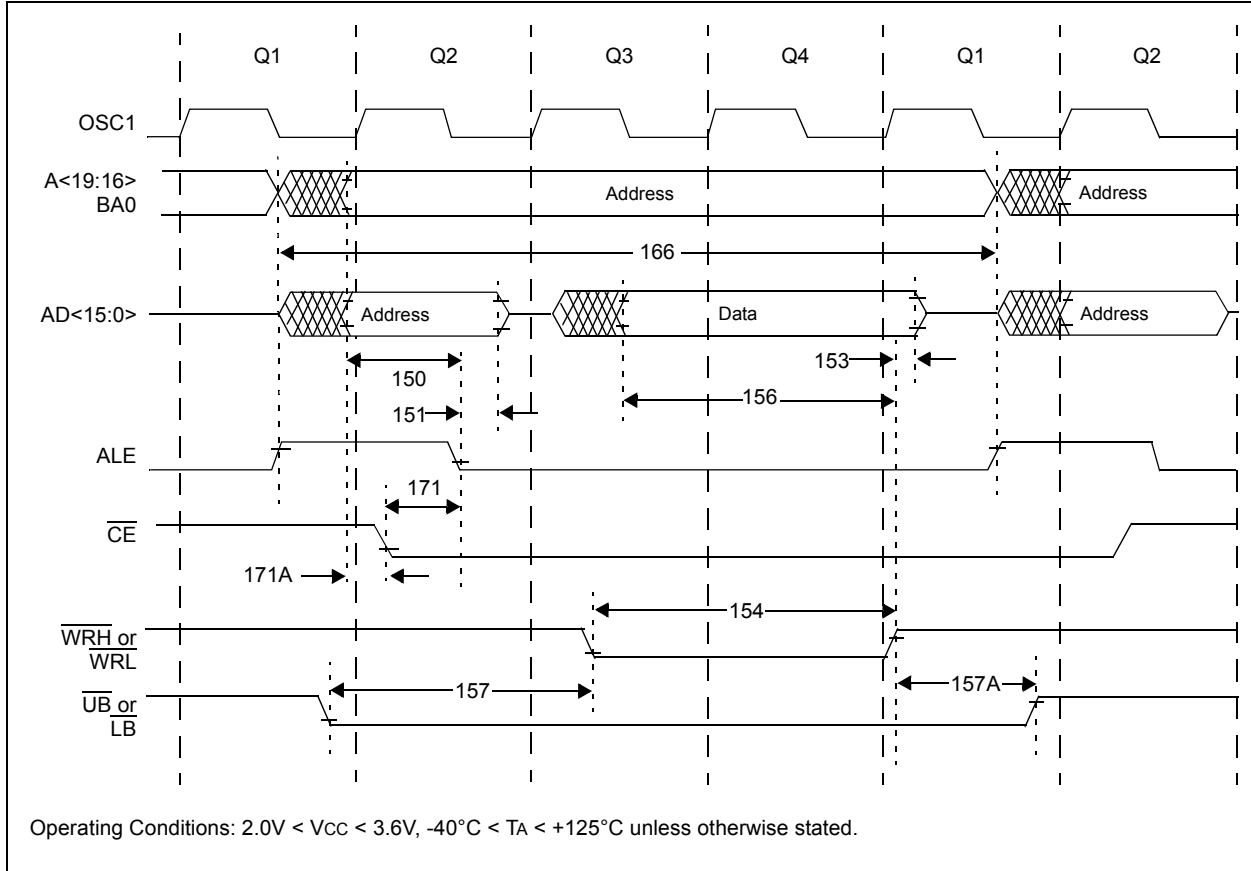 Q1 Q2 Q3 Q4 Q1 Q2
OSC1
A<19:16>
BA0
Address
Address
166
AD<15:0>
Address
Data
Address
150
153
151
156
ALE
171
CE
171A
154
WRH or
WRL
157
157A
UB or
LB
Operating Conditions: 2.0V < VCC < 3.6V, -40°C < TA < +125°C unless otherwise stated.